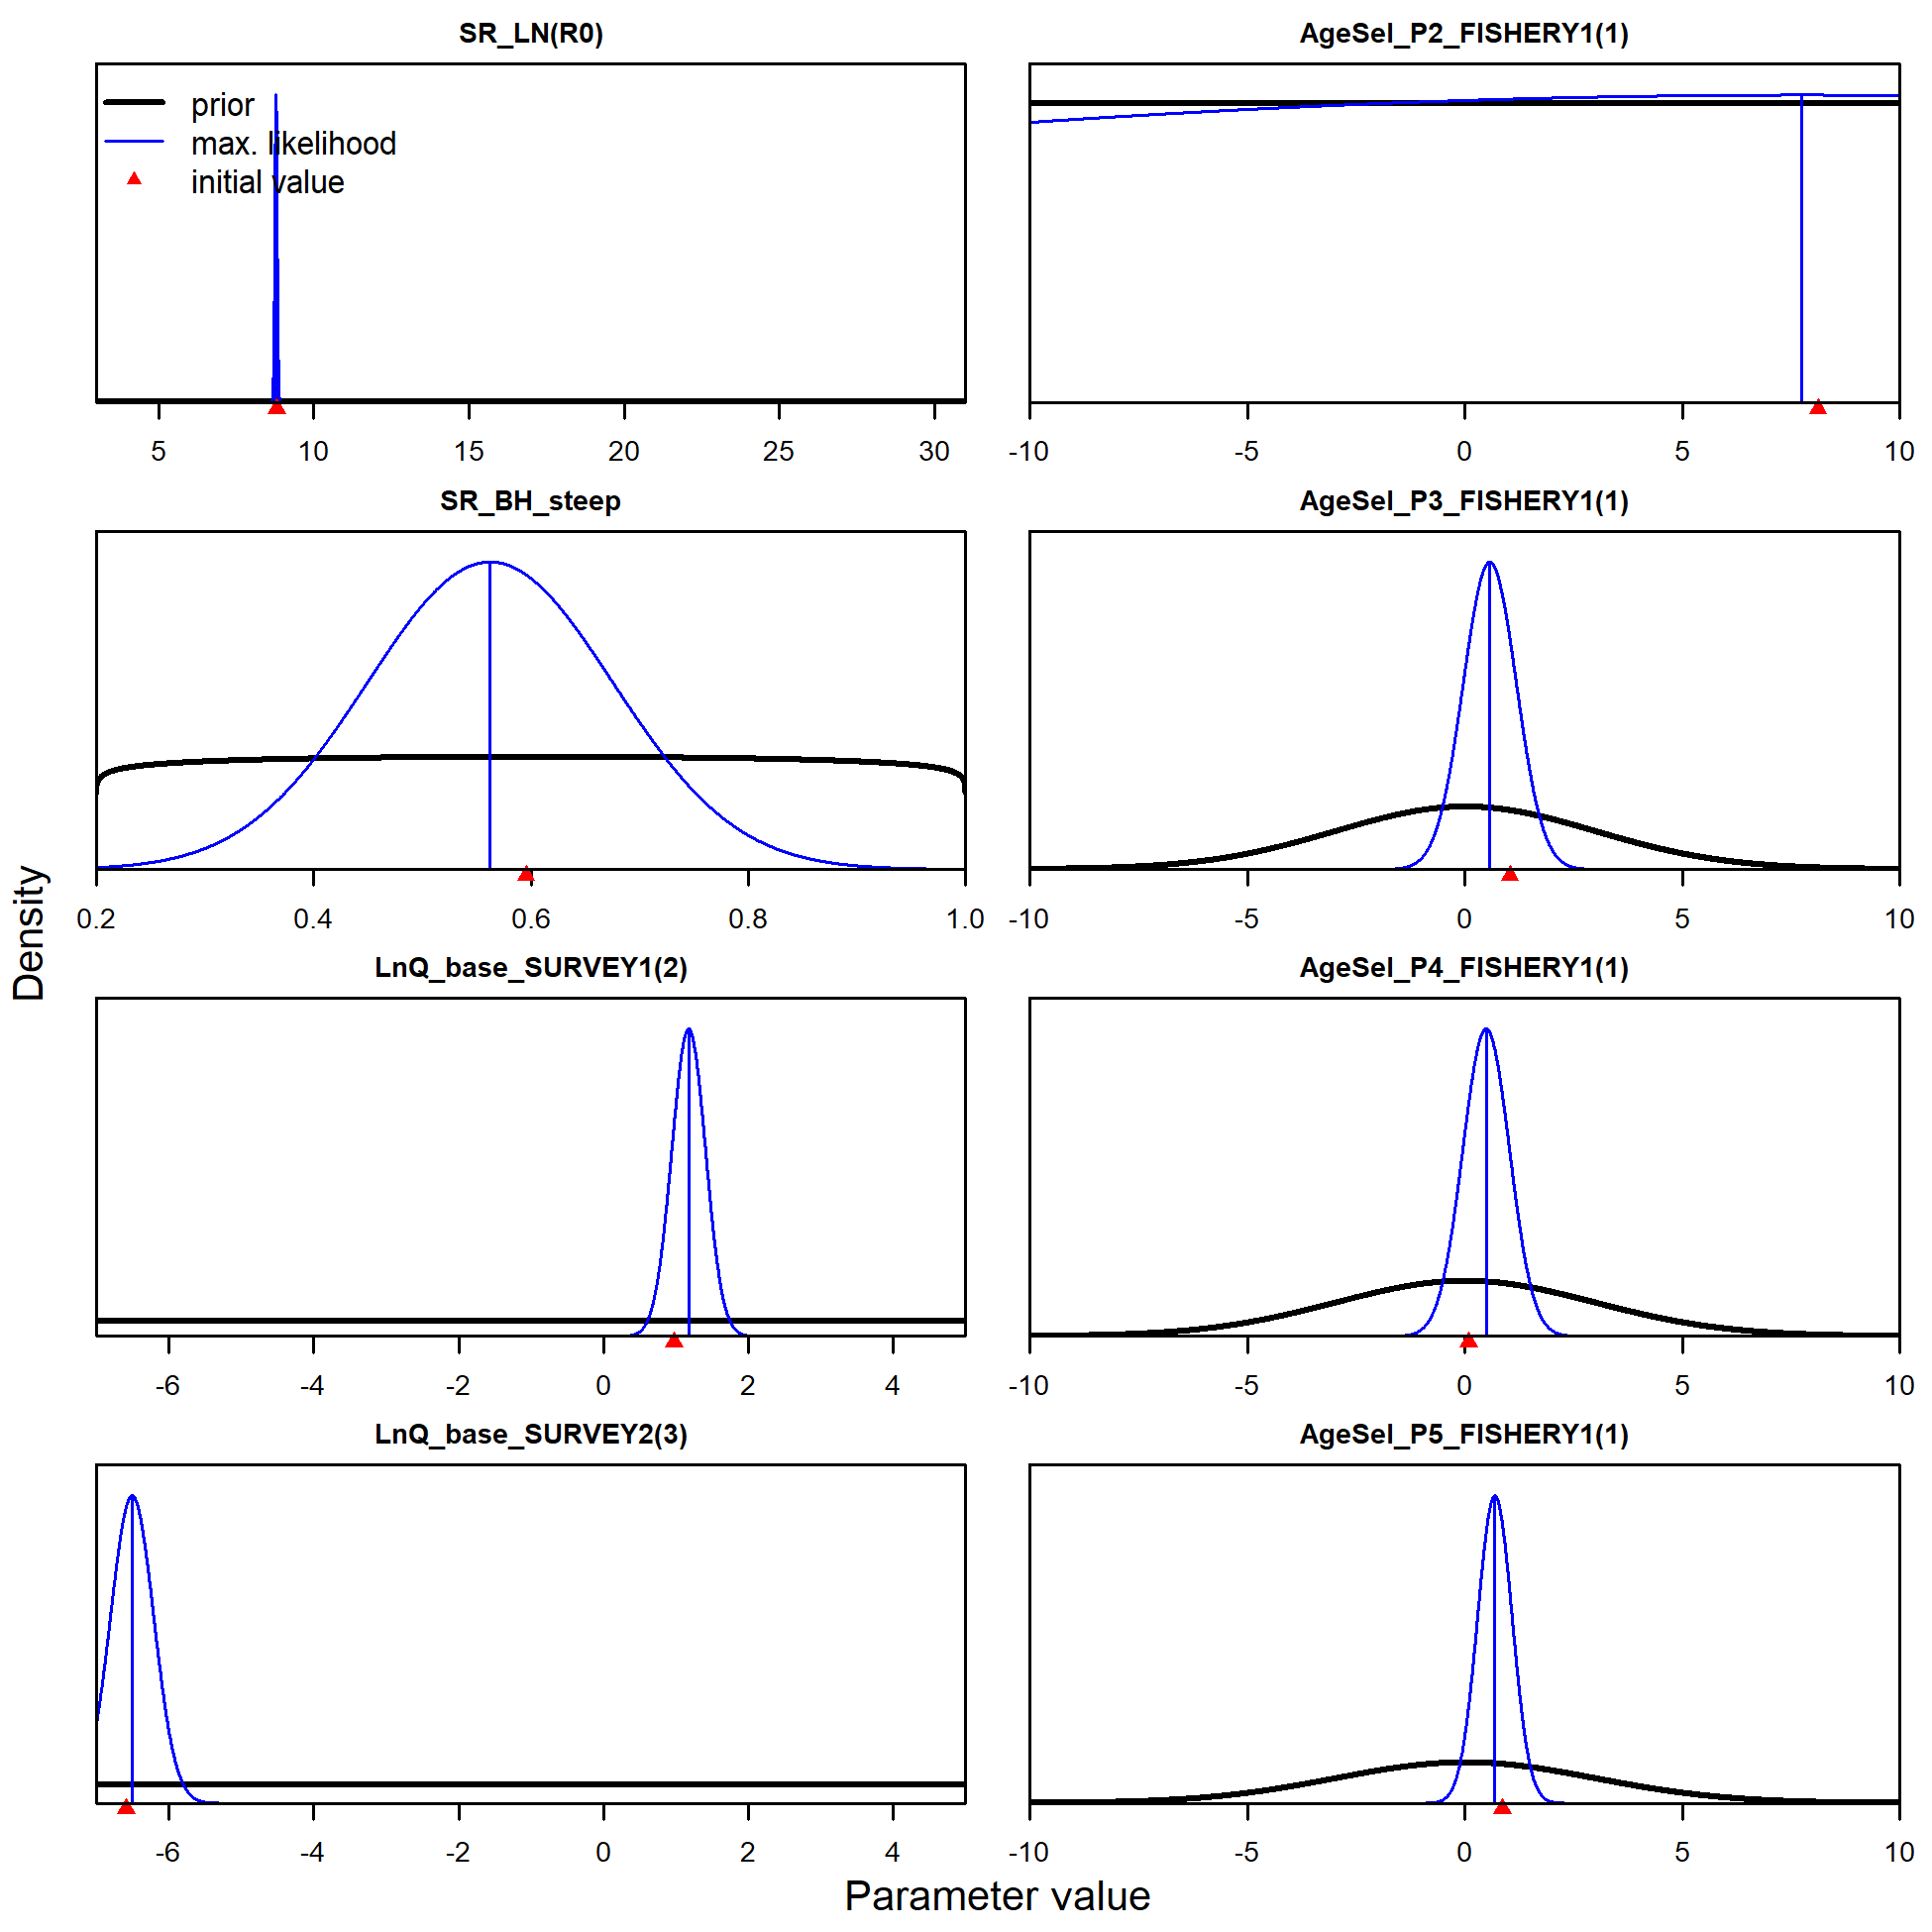 SR_LN(R0)
prior
max. likelihood
initial value
5 10 15 20 25 30
AgeSel_P2_FISHERY1(1)
-10 -5 0 5 10
SR_BH_steep
0.2 0.4 0.6 0.8 1.0
AgeSel_P3_FISHERY1(1)
-10 -5 0 5 10
LnQ_base_SURVEY1(2)
-6 -4 -2 0 2 4
AgeSel_P4_FISHERY1(1)
-10 -5 0 5 10
LnQ_base_SURVEY2(3)
-6 -4 -2 0 2 4
AgeSel_P5_FISHERY1(1)
-10 -5 0 5 10
Density
Parameter value